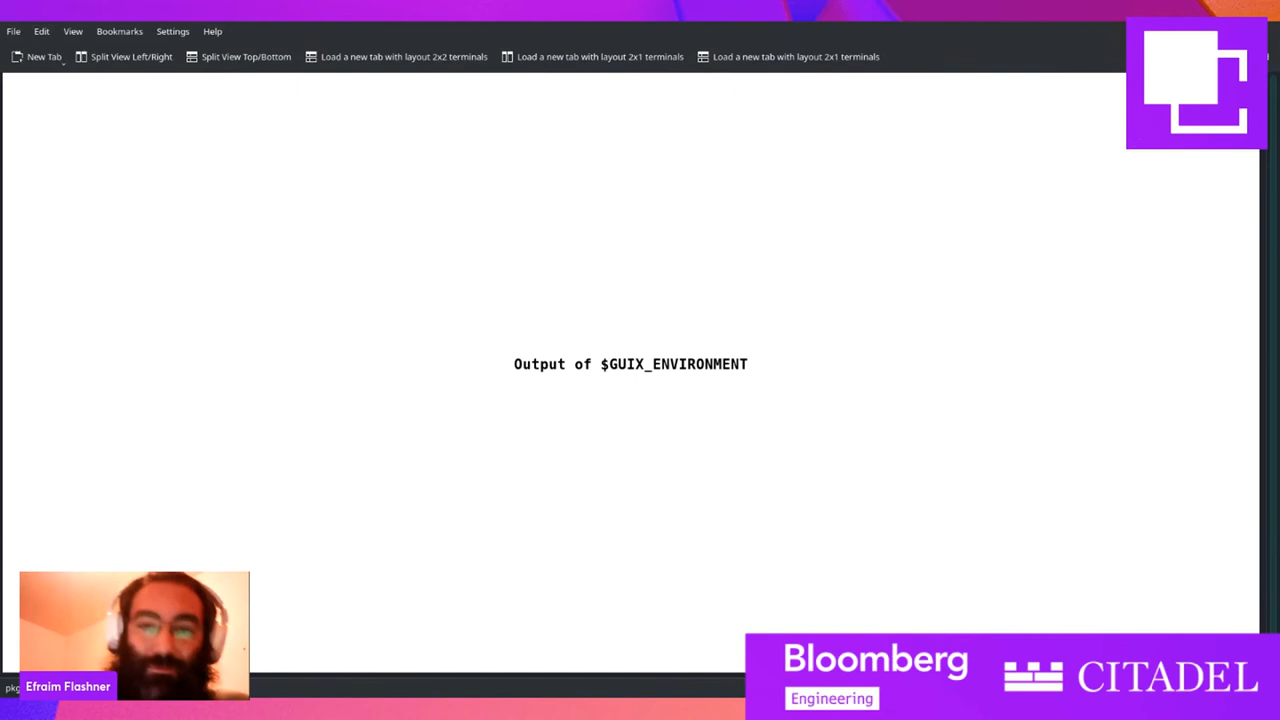 File Edit View Bookmarks Settings Help
New Tab Split View Left/Right Split View Top/Bottom Load a new tab with layout 2x2 terminals Load a new tab with layout 2x1 terminals Load a new tab with layout 2x1 terminals
Output of $GUIX_ENVIRONMENT
Efraim Flashner
Bloomberg
Engineering
CITADEL